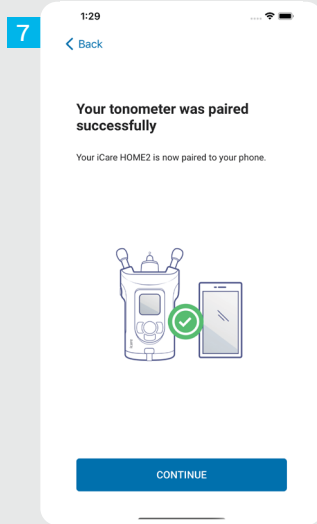 7
1:29
Back
Your tonometer was paired
successfully
Your iCare HOME2 is now paired to your phone.
CONTINUE